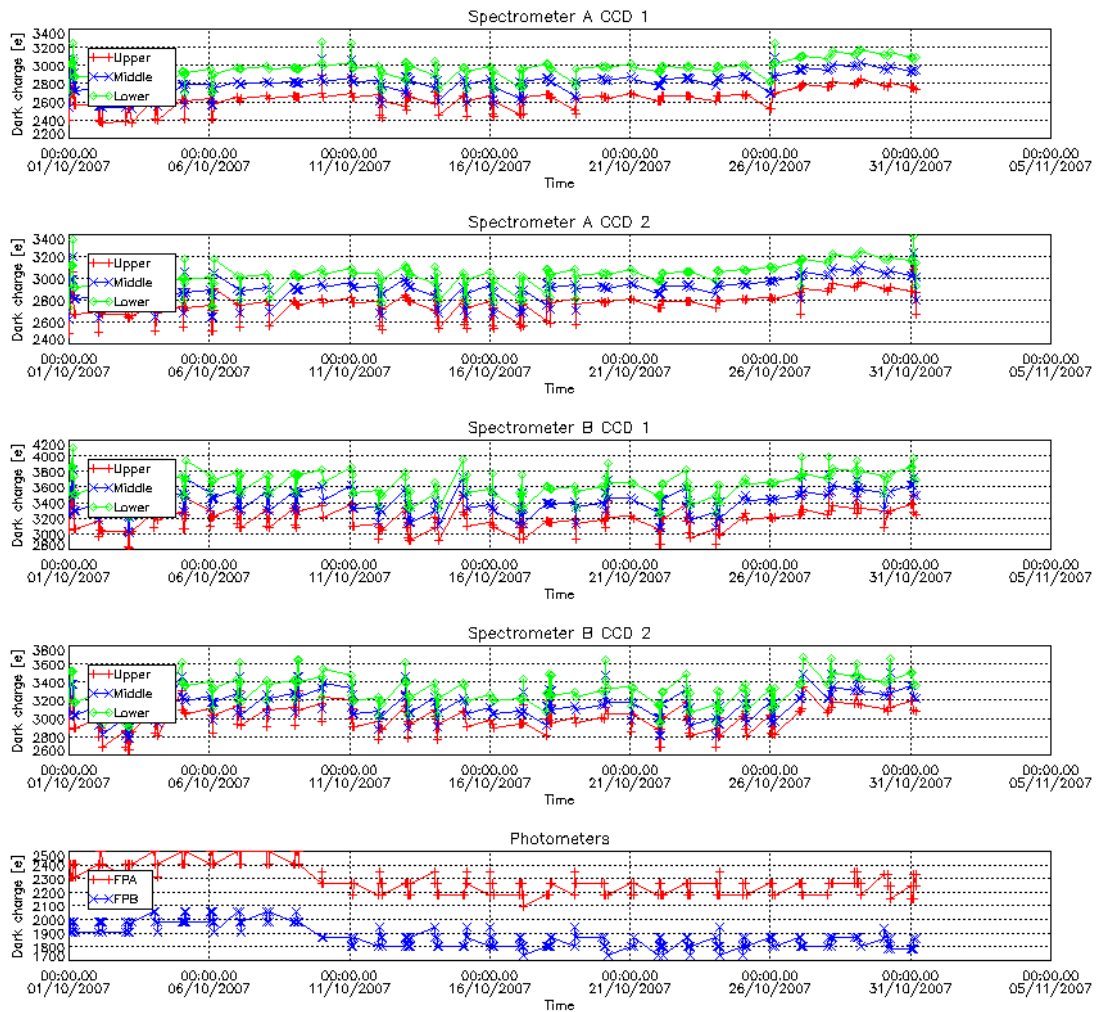 Spectrometer A CCD 1
Dark charge [e]
3400
3200
3000
2800
2600
2400
2200
Upper
Middle
Lower
00:00.00 00:00.00 00:00.00 00:00.00 00:00.00 00:00.00 00:00.00 00:00.00
01/10/2007 06/10/2007 11/10/2007 16/10/2007 21/10/2007 26/10/2007 31/10/2007 05/11/2007
Time
Spectrometer A CCD 2
Dark charge [e]
3400
3200
3000
2800
2600
2400
Upper
Middle
Lower
00:00.00 00:00.00 00:00.00 00:00.00 00:00.00 00:00.00 00:00.00 00:00.00
01/10/2007 06/10/2007 11/10/2007 16/10/2007 21/10/2007 26/10/2007 31/10/2007 05/11/2007
Time
Spectrometer B CCD 1
Dark charge [e]
4200
4000
3800
3600
3400
3200
3000
2800
Upper
Middle
Lower
00:00.00 00:00.00 00:00.00 00:00.00 00:00.00 00:00.00 00:00.00 00:00.00
01/10/2007 06/10/2007 11/10/2007 16/10/2007 21/10/2007 26/10/2007 31/10/2007 05/11/2007
Time
Spectrometer B CCD 2
Dark charge [e]
3800
3600
3400
3200
3000
2800
2600
Upper
Middle
Lower
00:00.00 00:00.00 00:00.00 00:00.00 00:00.00 00:00.00 00:00.00 00:00.00
01/10/2007 06/10/2007 11/10/2007 16/10/2007 21/10/2007 26/10/2007 31/10/2007 05/11/2007
Time
Photometers
Dark charge [e]
2500
2400
2300
2200
2100
2000
1900
1800
1700
FPA
FPB
00:00.00 00:00.00 00:00.00 00:00.00 00:00.00 00:00.00 00:00.00 00:00.00
01/10/2007 06/10/2007 11/10/2007 16/10/2007 21/10/2007 26/10/2007 31/10/2007 05/11/2007
Time